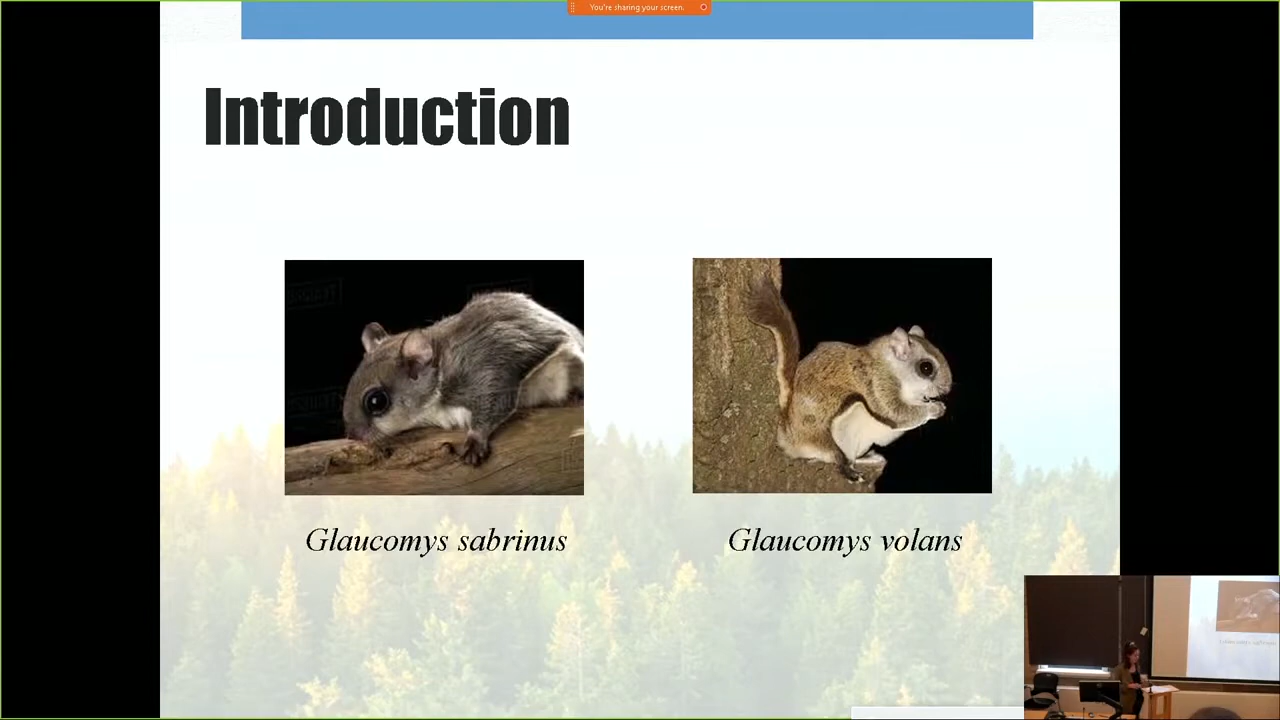 You're sharing your screen.
Introduction
Glaucomys sabrinus
Glaucomys volans